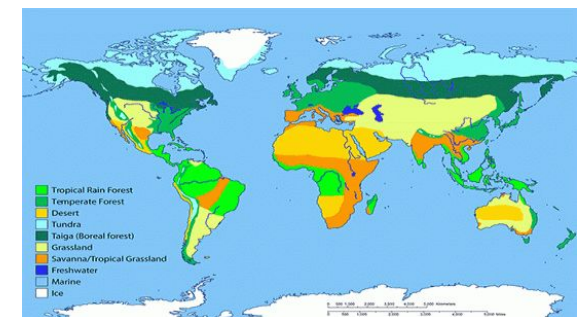 Tropical Rain Forest
Temperate Forest
Desert
Tundra
Taiga (Boreal forest)
Grassland
Savanna/Tropical Grassland
Freshwater
Marine
Ice